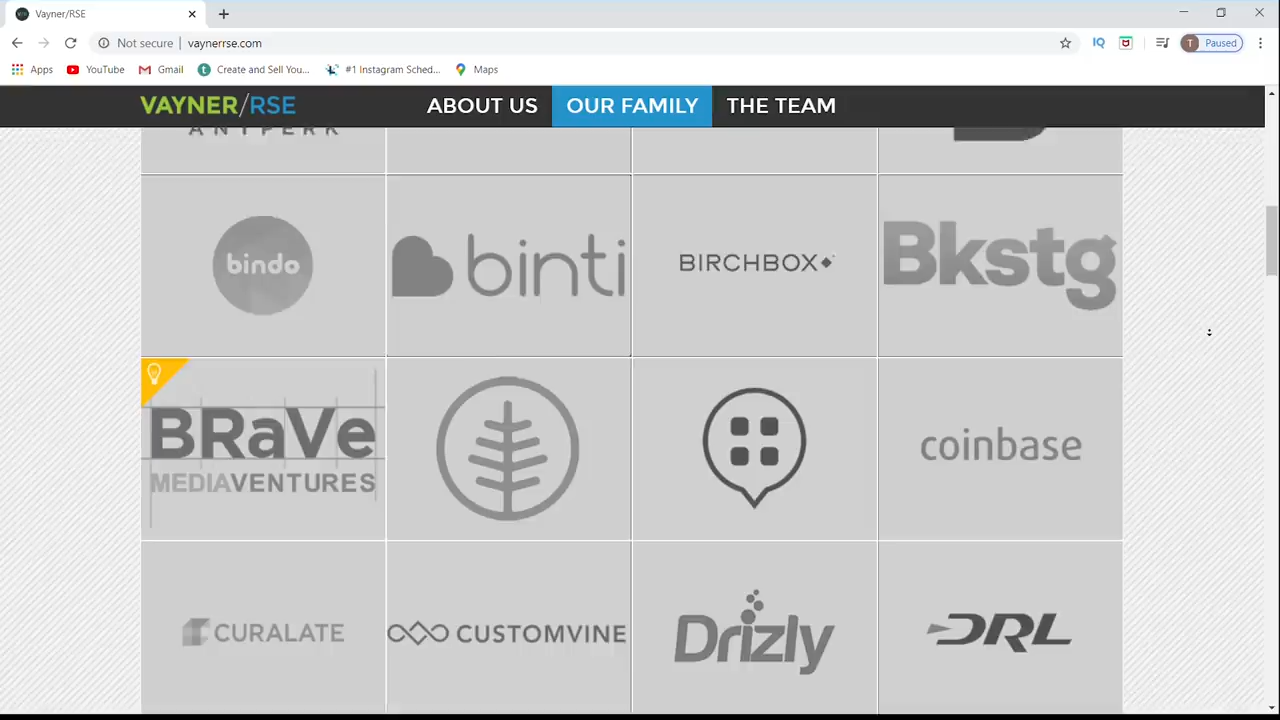 Vayner/RSE
Not secure | vaynerrse.com
Paused
Apps YouTube Gmail Create and Sell You... #1 Instagram Sched... Maps
VAYNER/RSE ABOUT US OUR FAMILY THE TEAM
ANYPERK
bindo binti BIRCHBOX Bkstg
BRaVe
MEDIAVENTURES
coinbase
CURALATE CUSTOMVINE Drizly DRL